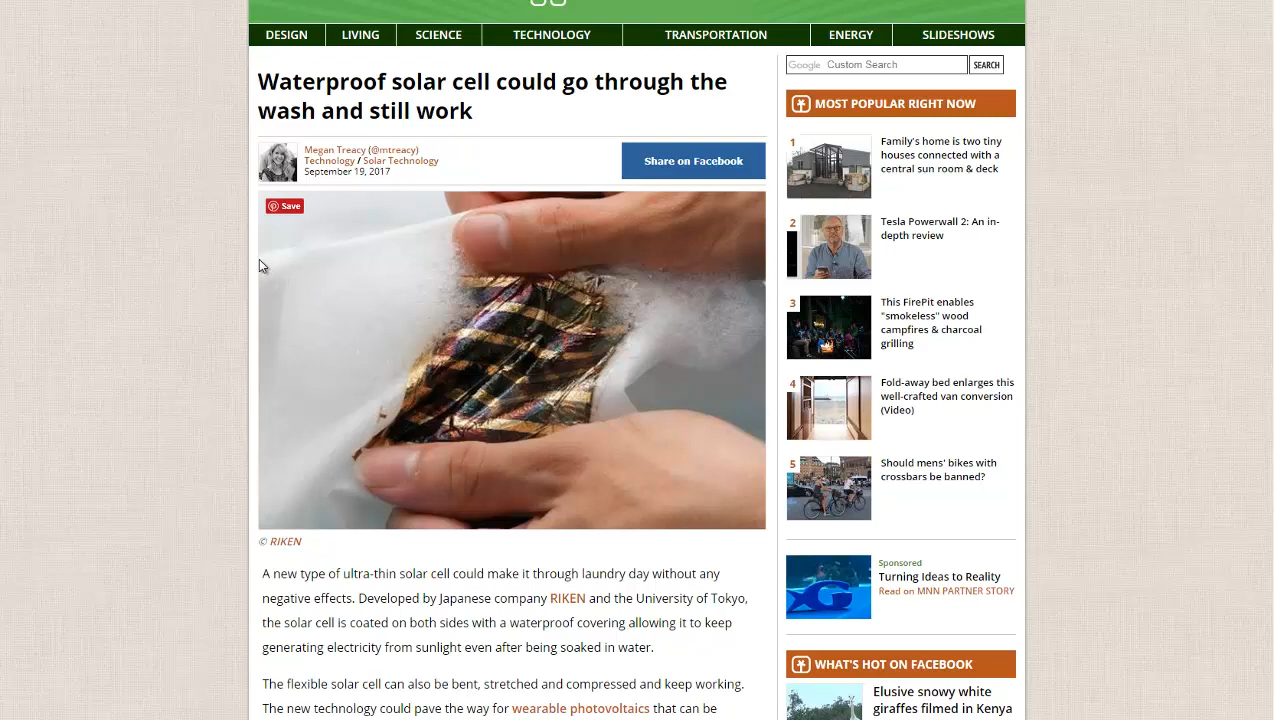 DESIGN LIVING SCIENCE TECHNOLOGY TRANSPORTATION ENERGY SLIDESHOWS
Waterproof solar cell could go through the
wash and still work
Megan Treacy (@mtreacy)
Technology / Solar Technology
September 19, 2017
Share on Facebook
Save
© RIKEN
A new type of ultra-thin solar cell could make it through laundry day without any
negative effects. Developed by Japanese company RIKEN and the University of Tokyo,
the solar cell is coated on both sides with a waterproof covering allowing it to keep
generating electricity from sunlight even after being soaked in water.
The flexible solar cell can also be bent, stretched and compressed and keep working.
The new technology could pave the way for wearable photovoltaics that can be
Google Custom Search SEARCH
MOST POPULAR RIGHT NOW
1
Family's home is two tiny
houses connected with a
central sun room & deck
2
Tesla Powerwall 2: An in-
depth review
3
This FirePit enables
"smokeless" wood
campfires & charcoal
grilling
4
Fold-away bed enlarges this
well-crafted van conversion
(Video)
5
Should mens' bikes with
crossbars be banned?
Sponsored
Turning Ideas to Reality
Read on MNN PARTNER STORY
WHAT'S HOT ON FACEBOOK
Elusive snowy white
giraffes filmed in Kenya